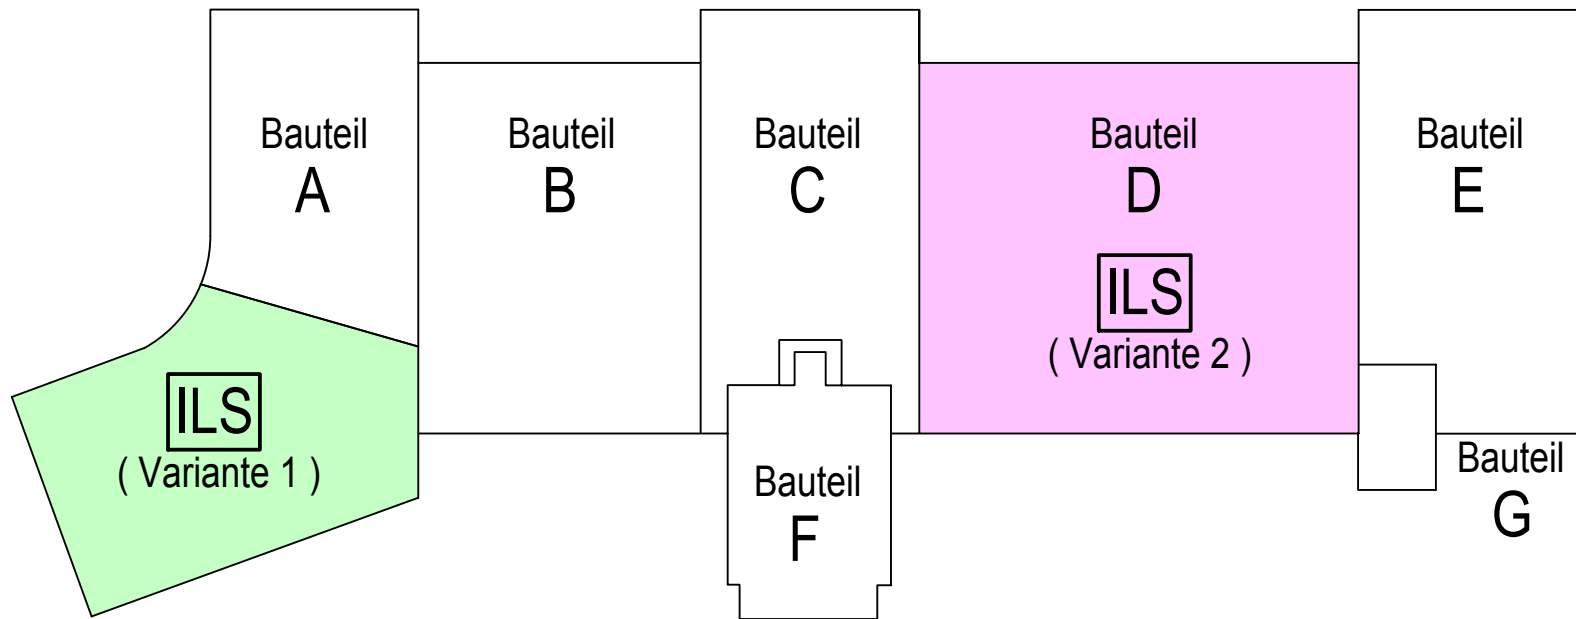 Bauteil
A
Bauteil
B
Bauteil
C
Bauteil
D
Bauteil
E
ILS
( Variante 2 )
ILS
( Variante 1 )
Bauteil
F
Bauteil
G